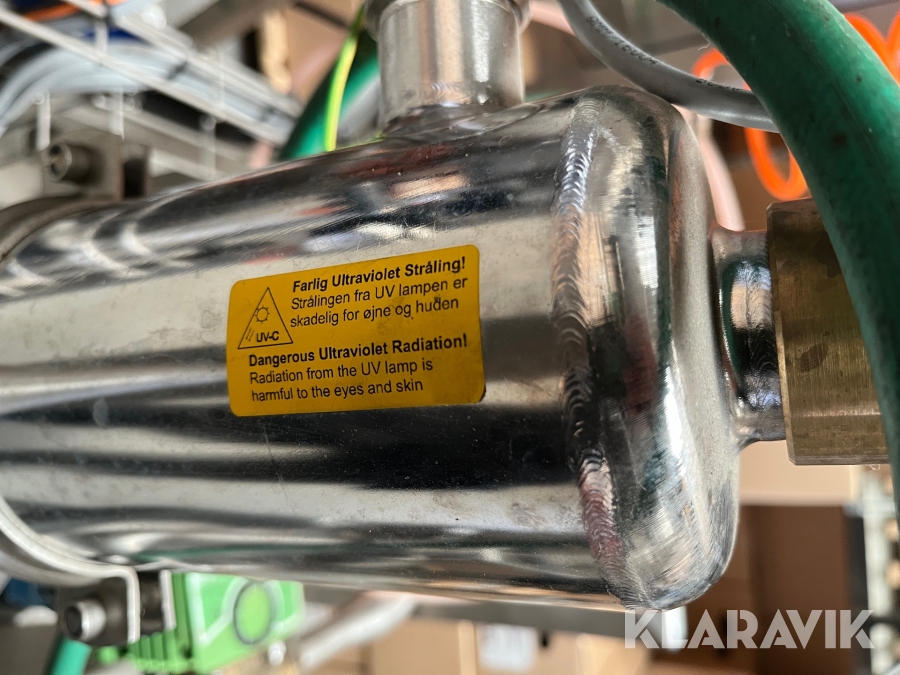 Farlig Ultraviolet Stråling!
Strålingen fra UV lampen er
skadelig for øjne og huden
UV-C
Dangerous Ultraviolet Radiation!
Radiation from the UV lamp is
harmful to the eyes and skin
KLARAVIK